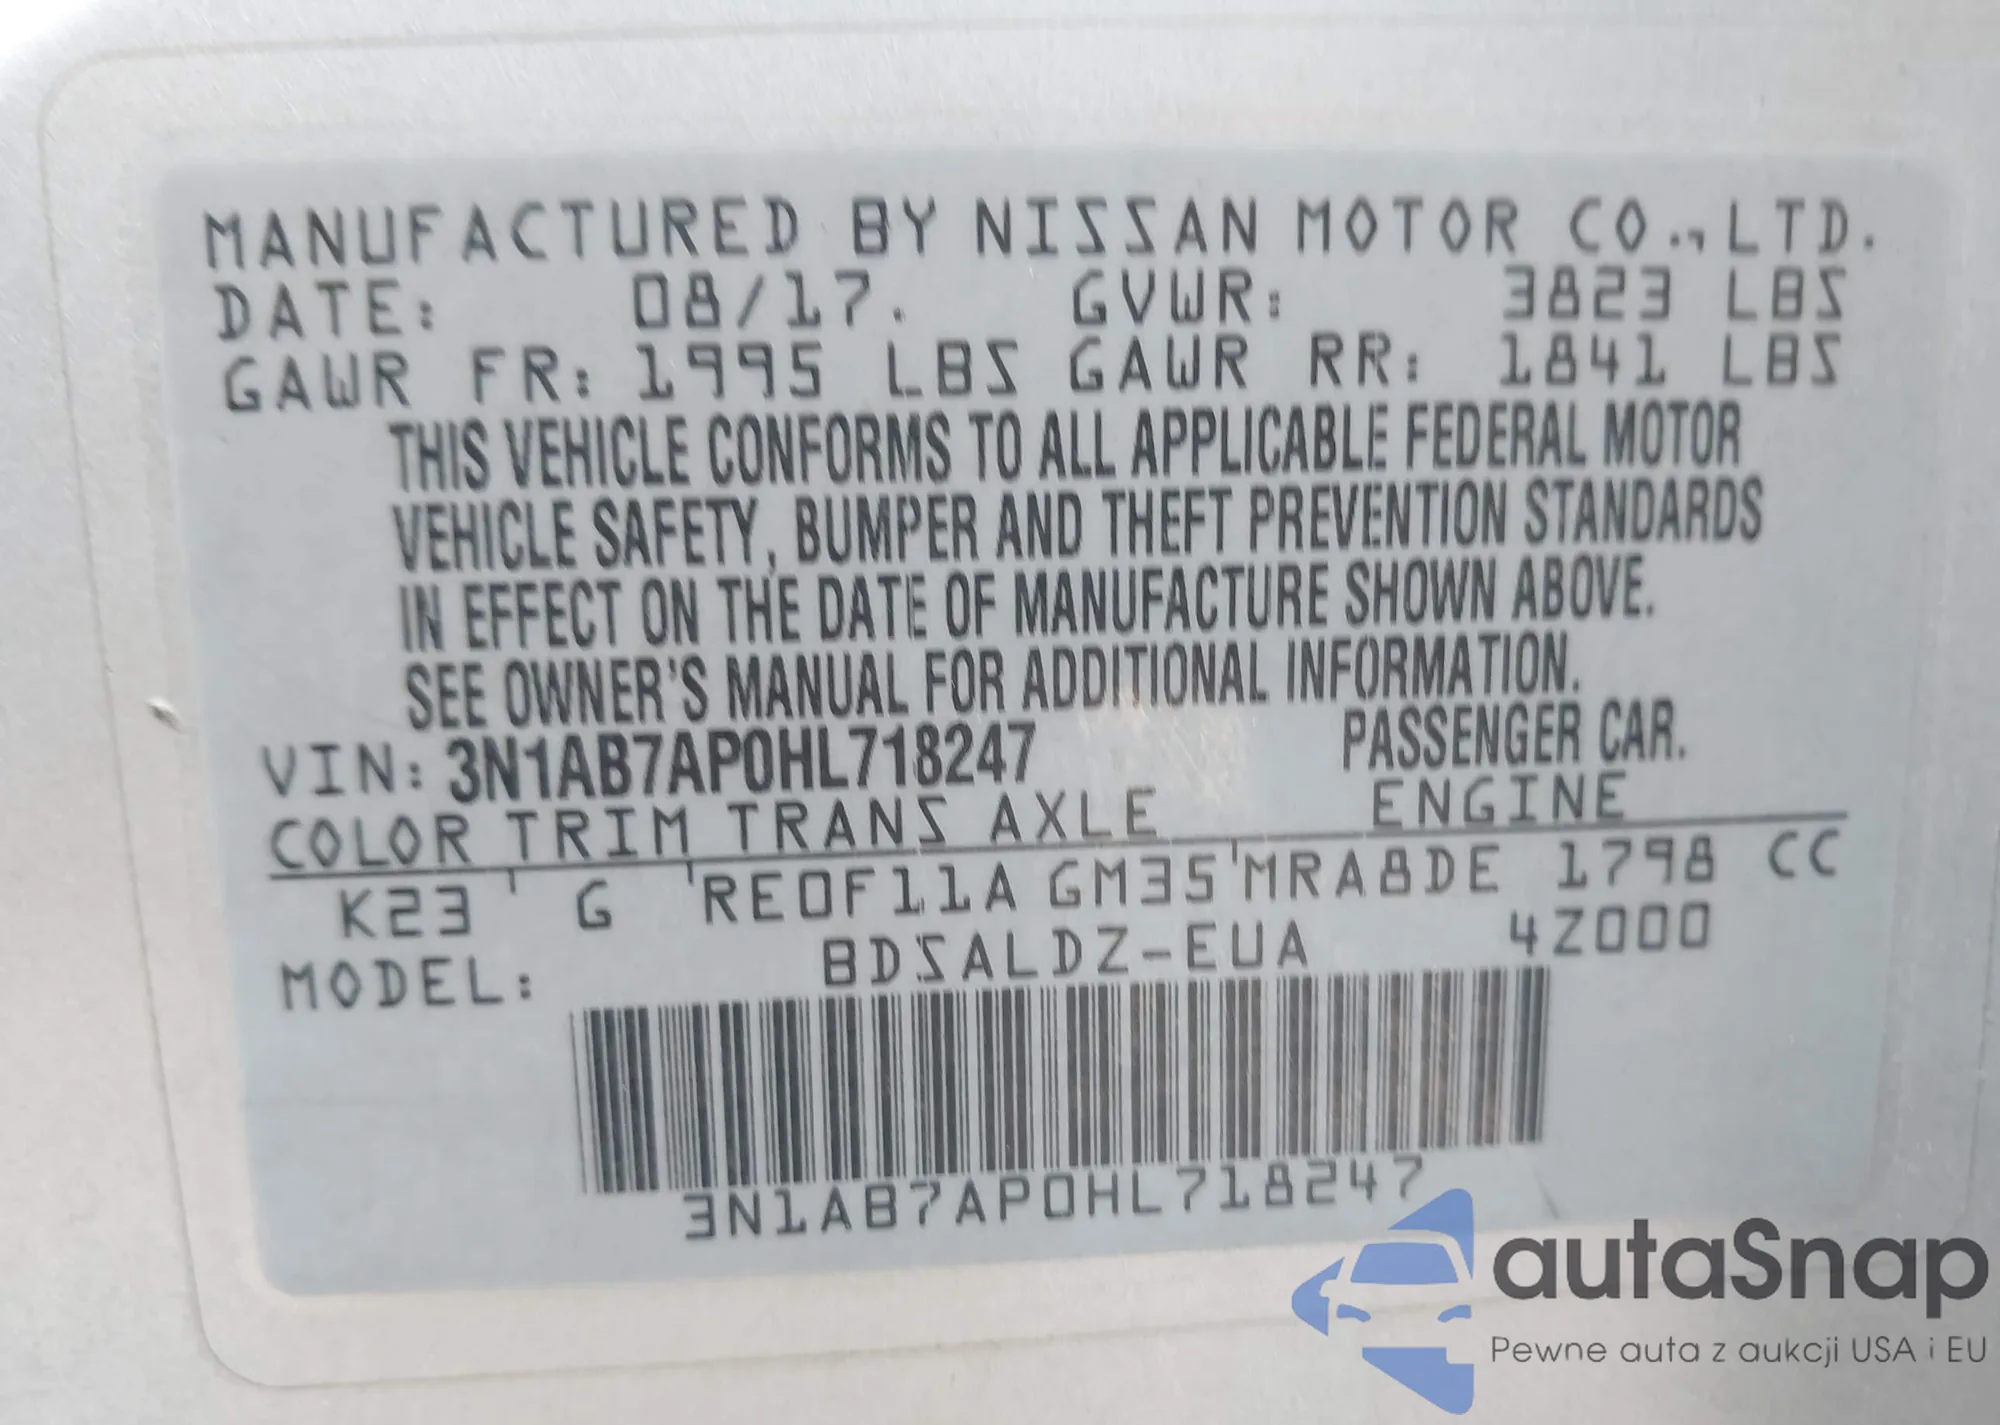 MANUFACTURED BY NISSAN MOTOR CO.,LTD.
DATE: 08/17. GVWR: 3823 LBS
GAWR FR: 1995 LBS GAWR RR: 1841 LBS
THIS VEHICLE CONFORMS TO ALL APPLICABLE FEDERAL MOTOR
VEHICLE SAFETY, BUMPER AND THEFT PREVENTION STANDARDS
IN EFFECT ON THE DATE OF MANUFACTURE SHOWN ABOVE.
SEE OWNER'S MANUAL FOR ADDITIONAL INFORMATION.
VIN: 3N1AB7AP0HL718247 PASSENGER CAR.
COLOR TRIM TRANS AXLE ENGINE
K23 G RE0F11A GM35 MRA8DE 1798 CC
MODEL: BDSALDZ-EUA 4Z000
3N1AB7AP0HL718247
autaSnap
Pewne auta z aukcji USA i EU